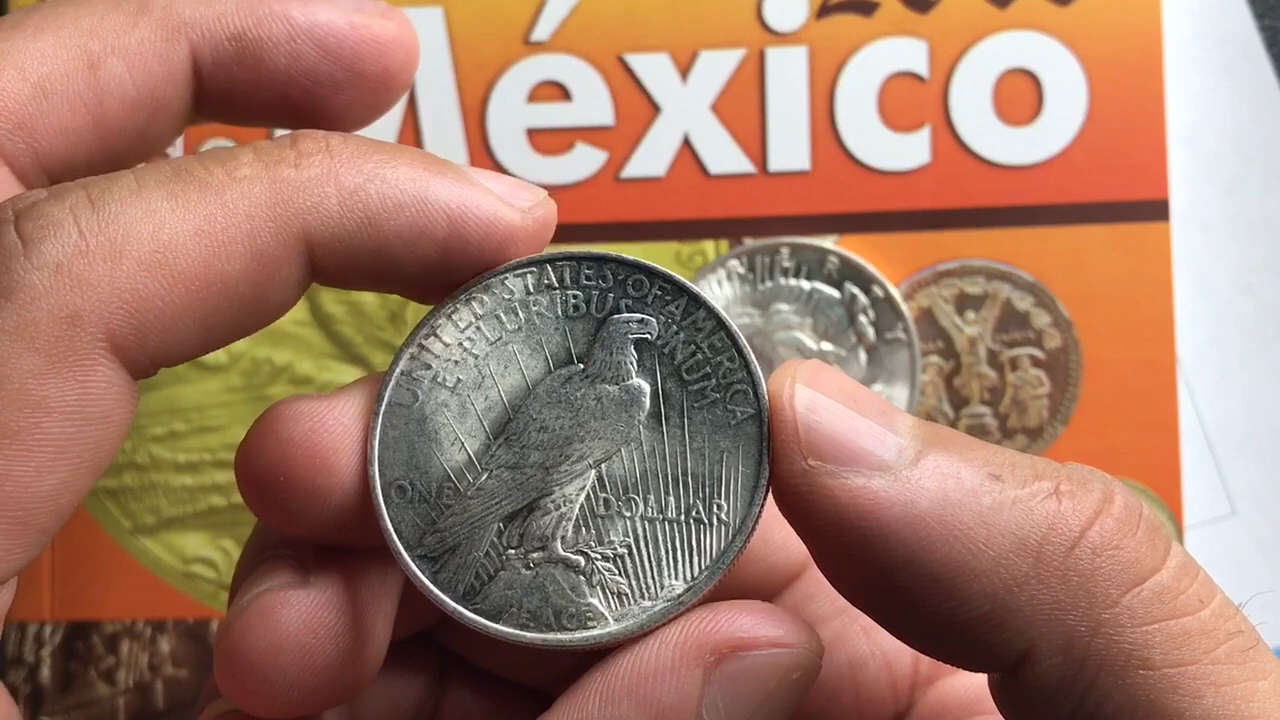 México
UNITED STATES OF AMERICA
E PLURIBUS UNUM
ONE DOLLAR
PEACE